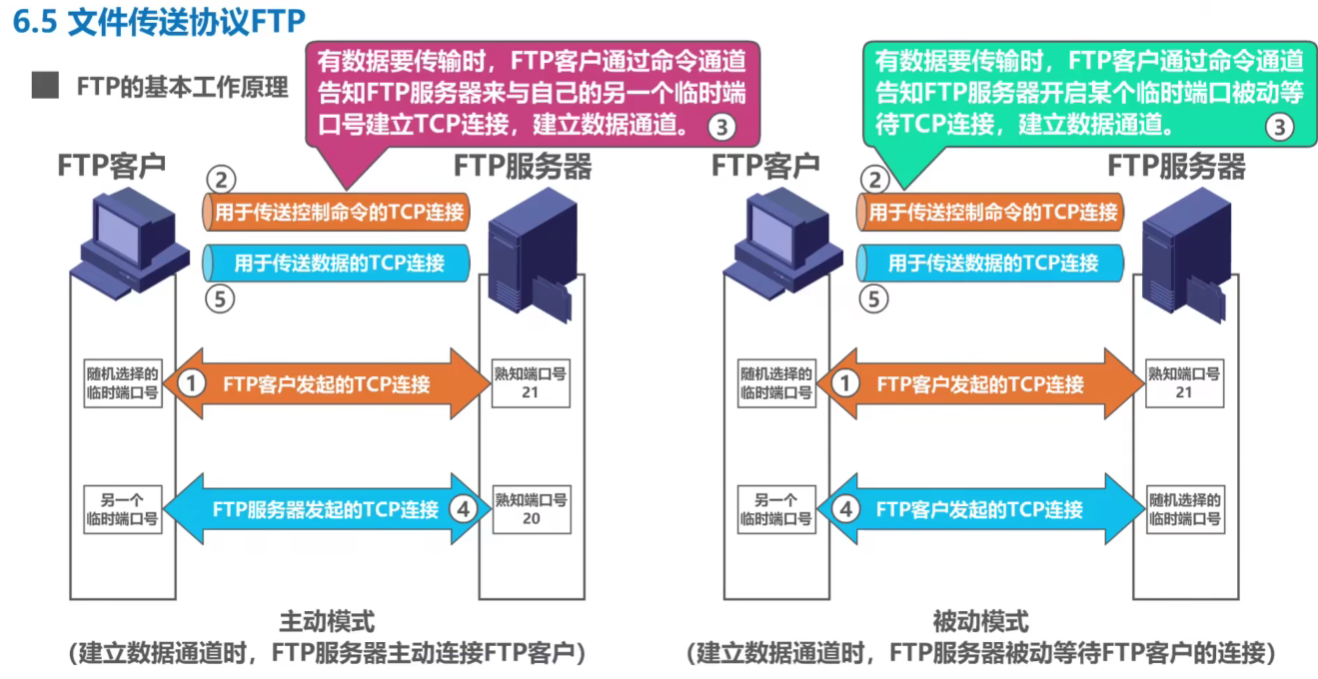 6.5 文件传送协议FTP
FTP的基本工作原理
有数据要传输时，FTP客户通过命令通道
告知FTP服务器来与自己的另一个临时端
口号建立TCP连接，建立数据通道。 ③
FTP客户
FTP服务器
②
用于传送控制命令的TCP连接
用于传送数据的TCP连接
⑤
随机选择的
临时端口号
① FTP客户发起的TCP连接
熟知端口号
21
另一个
临时端口号
FTP服务器发起的TCP连接 ④
熟知端口号
20
主动模式
（建立数据通道时，FTP服务器主动连接FTP客户）
有数据要传输时，FTP客户通过命令通道
告知FTP服务器开启某个临时端口被动等
待TCP连接，建立数据通道。 ③
FTP客户
FTP服务器
②
用于传送控制命令的TCP连接
用于传送数据的TCP连接
⑤
随机选择的
临时端口号
① FTP客户发起的TCP连接
熟知端口号
21
另一个
临时端口号
④ FTP客户发起的TCP连接
随机选择的
临时端口号
被动模式
（建立数据通道时，FTP服务器被动等待FTP客户的连接）